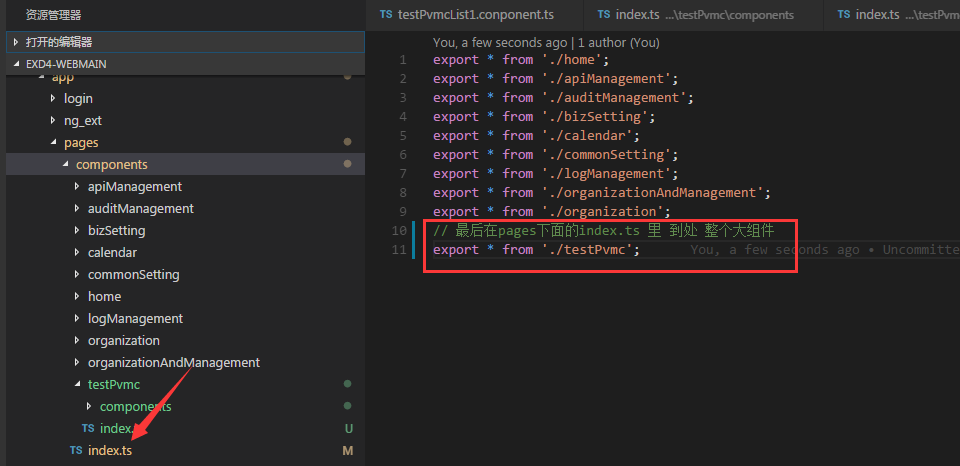 资源管理器
打开的编辑器
EXD4-WEBMAIN
app
login
ng_ext
pages
components
apiManagement
auditManagement
bizSetting
calendar
commonSetting
home
logManagement
organization
organizationAndManagement
testPvmc
components
TS index. U
TS index.ts M
TS testPvmcList1.conponent.ts
TS index.ts ...\testPvmc\components
TS index.ts ...\testPvm
You, a few seconds ago | 1 author (You)
1 export * from './home';
2 export * from './apiManagement';
3 export * from './auditManagement';
4 export * from './bizSetting';
5 export * from './calendar';
6 export * from './commonSetting';
7 export * from './logManagement';
8 export * from './organizationAndManagement';
9 export * from './organization';
10 // 最后在pages下面的index.ts 里 到处 整个大组件
11 export * from './testPvmc'; You, a few seconds ago • Uncommitte